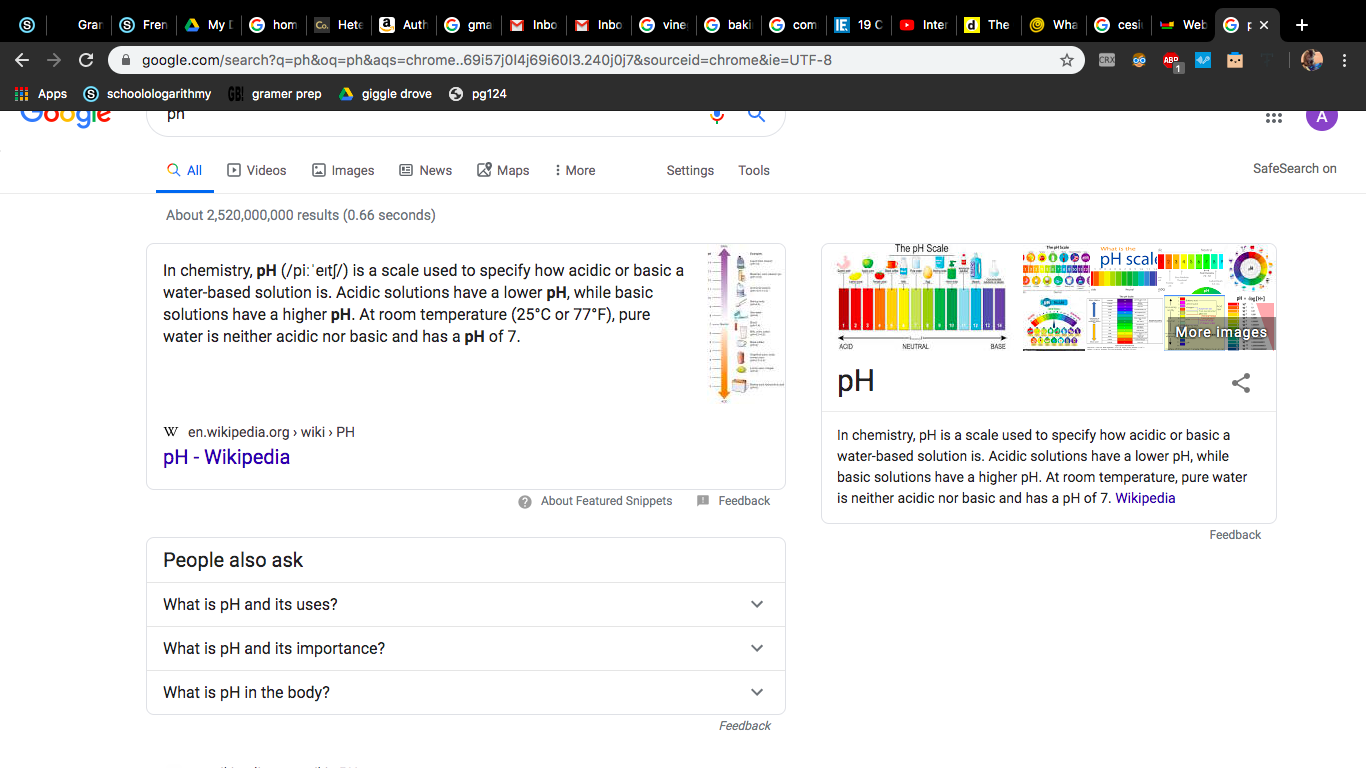 Gran
Fren
My D
hom
Co.
Hete
Auth
gma
Inbo
Inbo
vine
baki
com
19 C
Inter
The
Wha
cesi
Web
google.com/search?q=ph&oq=ph&aqs=chrome..69i57j0l4j69i60l3.240j0j7&sourceid=chrome&ie=UTF-8
CRX
ABP
1
Apps
schoolologarithmy
GB!
gramer prep
giggle drove
pg124
Google
ph
A
All
Videos
Images
News
Maps
More
Settings
Tools
SafeSearch on
About 2,520,000,000 results (0.66 seconds)
In chemistry, pH (/piːˈeɪtʃ/) is a scale used to specify how acidic or basic a
water-based solution is. Acidic solutions have a lower pH, while basic
solutions have a higher pH. At room temperature (25°C or 77°F), pure
water is neither acidic nor basic and has a pH of 7.
W en.wikipedia.org › wiki › PH
pH - Wikipedia
About Featured Snippets
Feedback
People also ask
What is pH and its uses?
What is pH and its importance?
What is pH in the body?
Feedback
The pH Scale
1 2 3 4 5 6 7 8 9 10 11 12 13 14
ACID
NEUTRAL
BASE
The pH Scale
What is the
pH scale
pH
More images
pH
In chemistry, pH is a scale used to specify how acidic or basic a
water-based solution is. Acidic solutions have a lower pH, while
basic solutions have a higher pH. At room temperature, pure water
is neither acidic nor basic and has a pH of 7. Wikipedia
Feedback